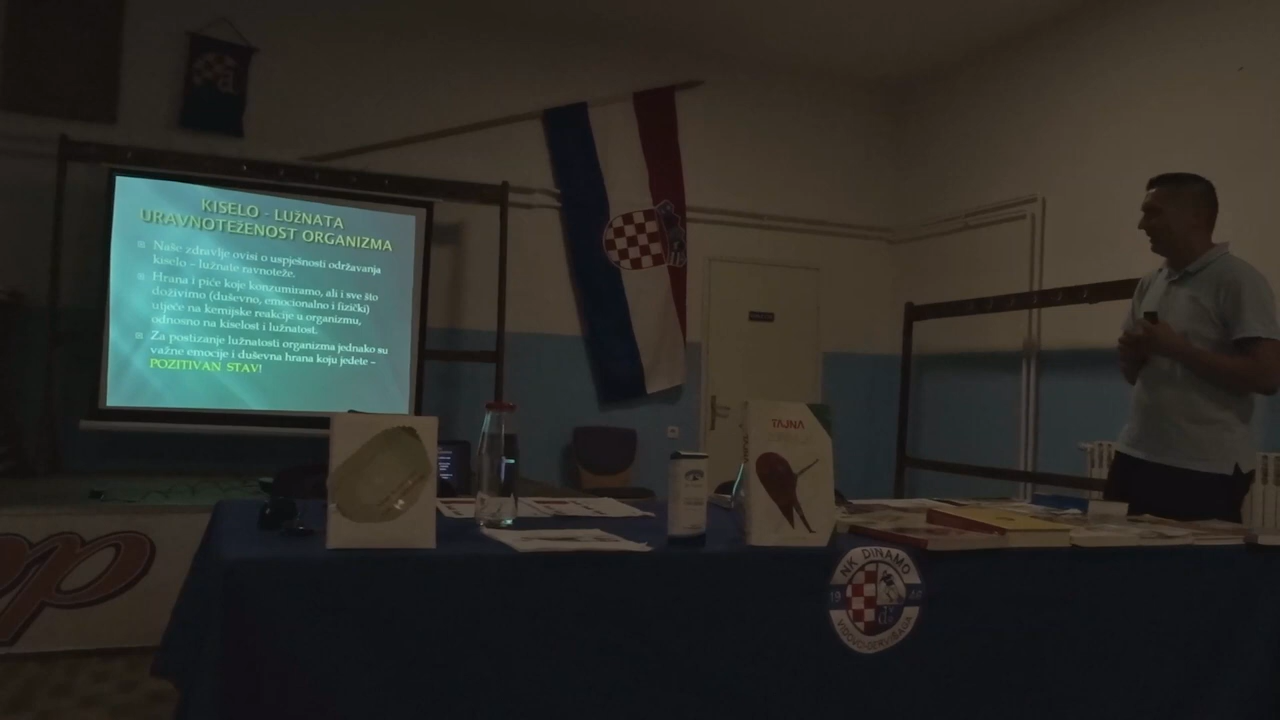 KISELO - LUŽNATA
URAVNOTEŽENOST ORGANIZMA
Naše zdravlje ovisi o uspješnosti održavanja
kiselo – lužnate ravnoteže.
Hrana i piće koje konzumiramo, ali i sve što
doživimo (duševno, emocionalno i fizički)
utječe na kemijske reakcije u organizmu,
odnosno na kiselost i lužnatost.
Za postizanje lužnatosti organizma jednako su
važne emocije i duševna hrana koju jedete –
POZITIVAN STAV!
TAJNA
NK DINAMO
19
VIDOVCI-DERVIŠAGA